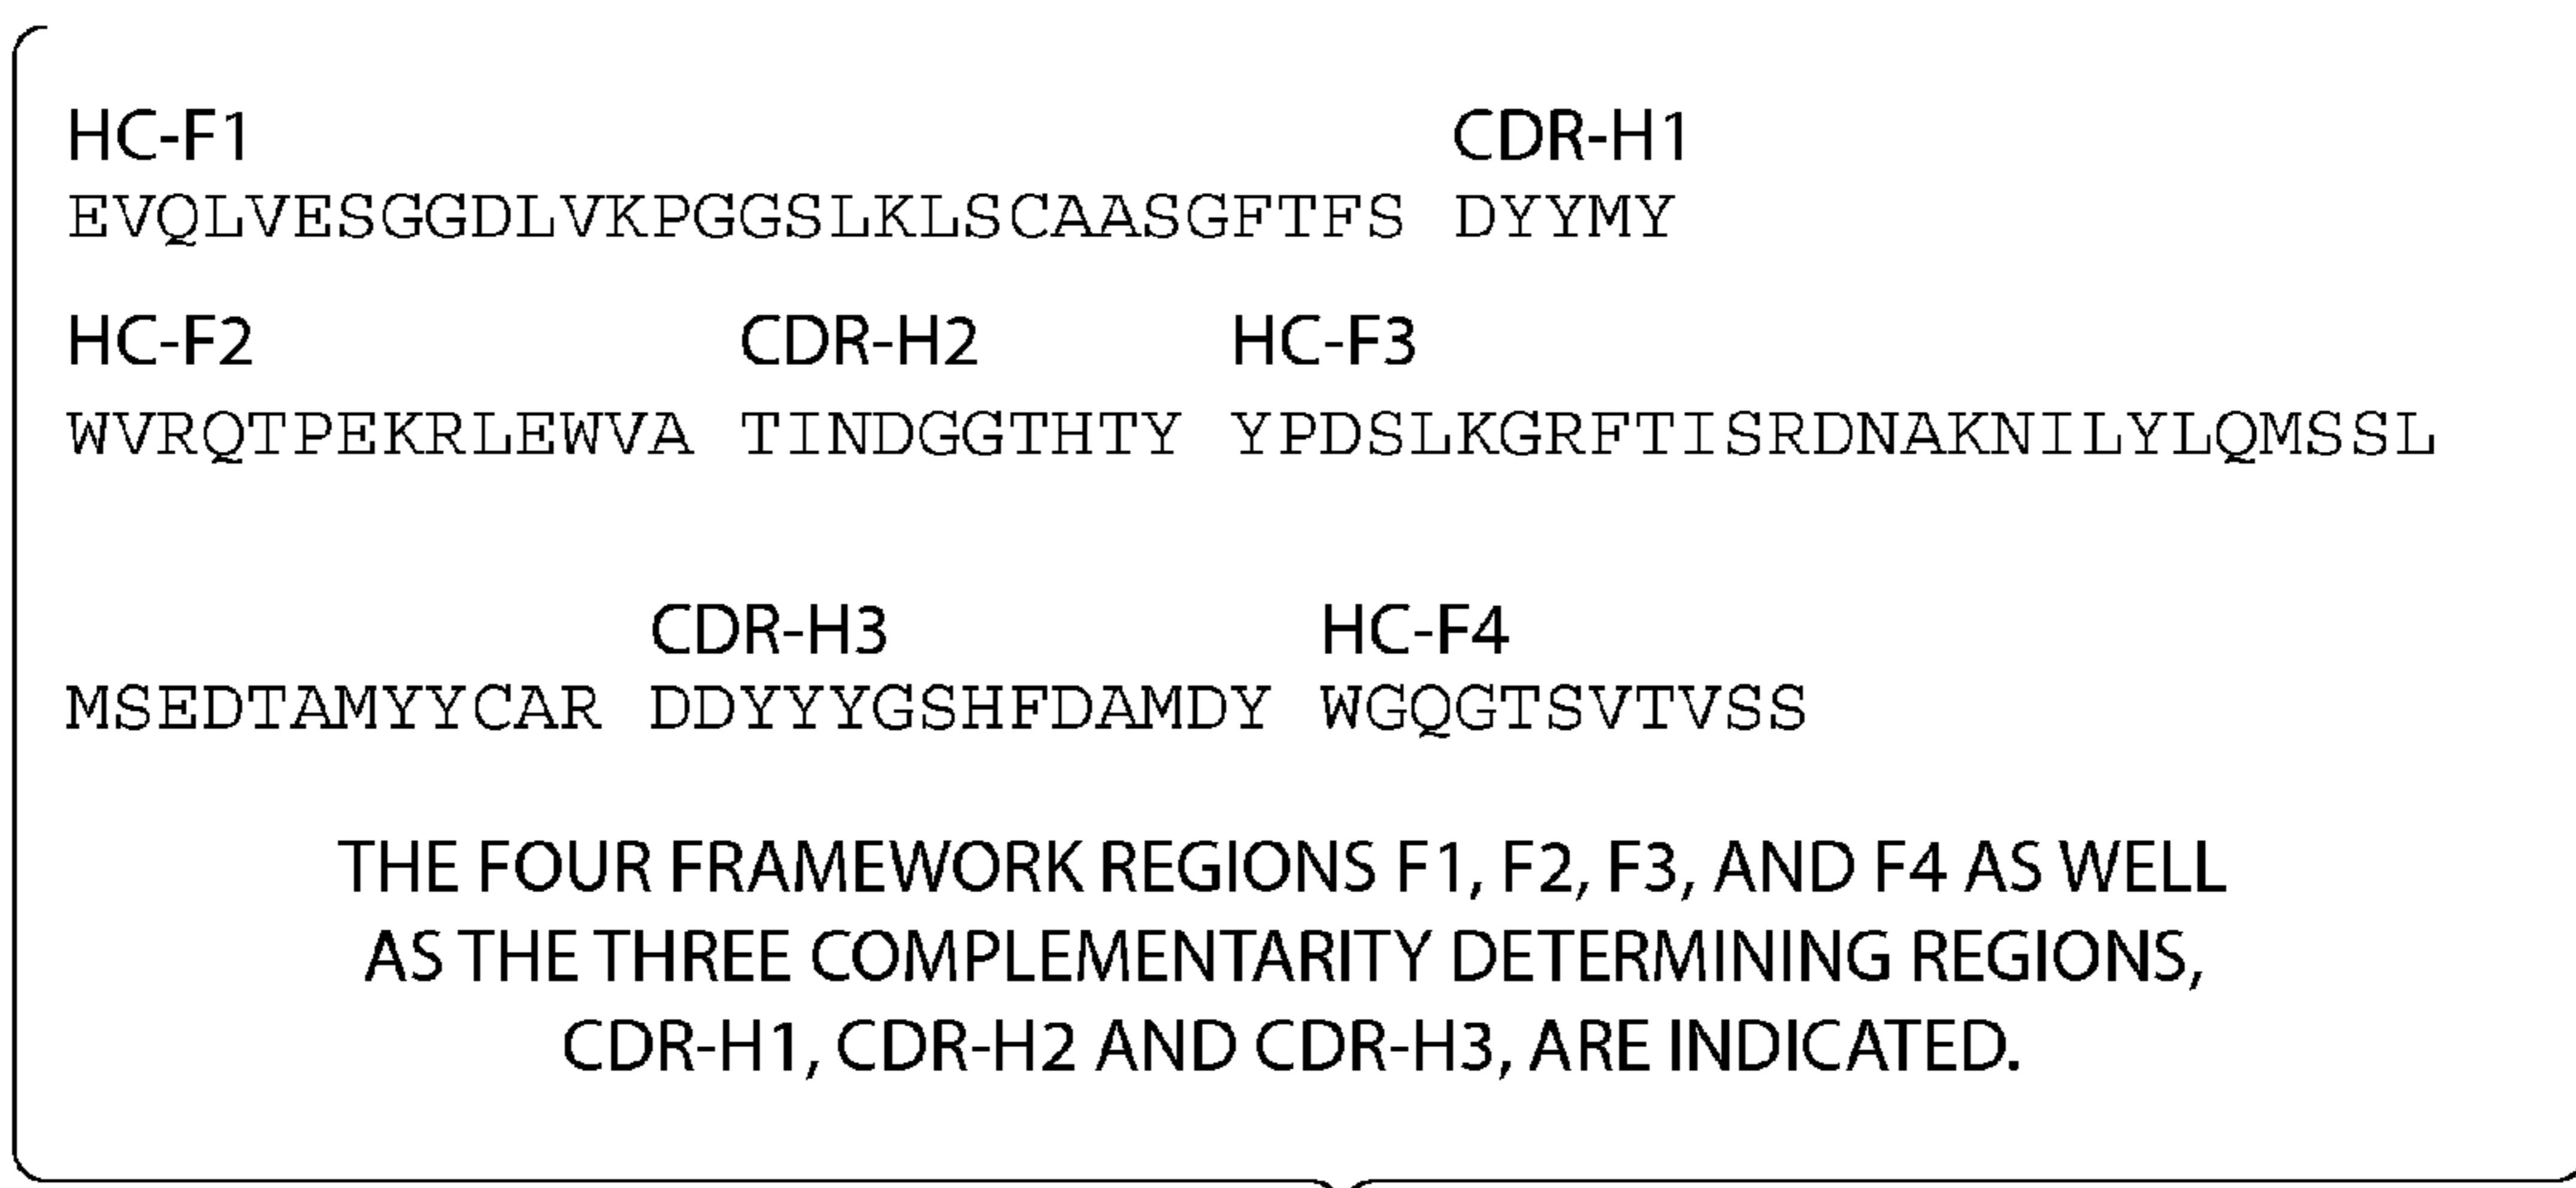 HC-F1 CDR-H1
EVQLVESGGDLVKPGGSLKLSCAASGFTFS DYYMY
HC-F2 CDR-H2 HC-F3
WVRQTPEKRLEWVA TINDGGTHTY YPDSLKGRFTISRDNAKNILYLQMSSL
CDR-H3 HC-F4
MSEDTAMYYCAR DDYYYGSHFDAMDY WGQGTSVTVSS
THE FOUR FRAMEWORK REGIONS F1, F2, F3, AND F4 AS WELL
AS THE THREE COMPLEMENTARITY DETERMINING REGIONS,
CDR-H1, CDR-H2 AND CDR-H3, ARE INDICATED.